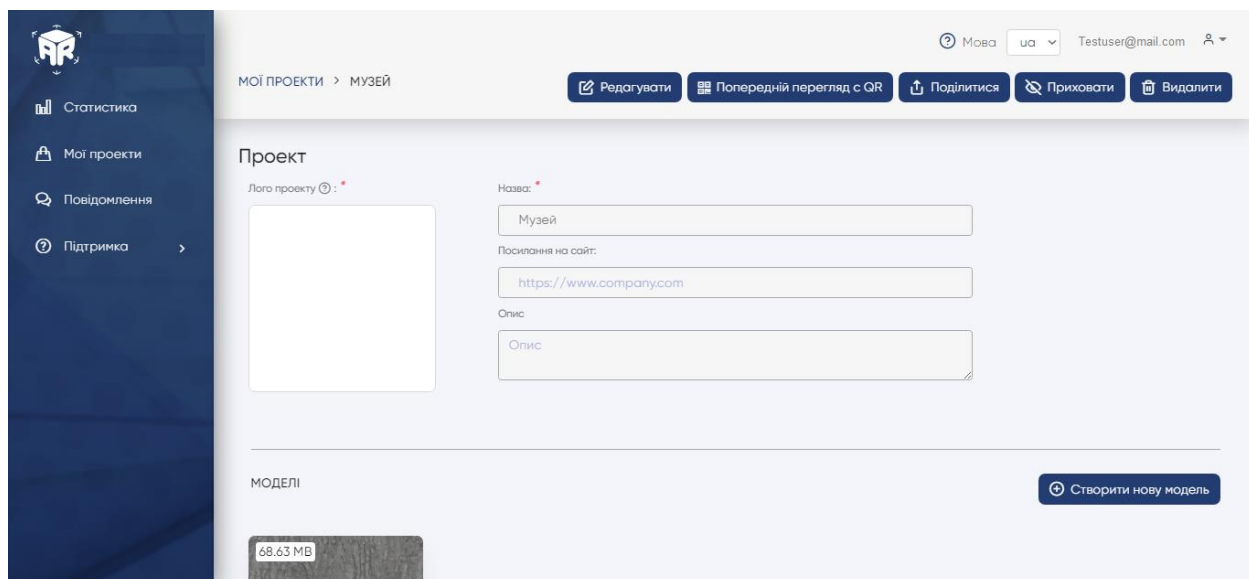 AR
Мова ua Testuser@mail.com
МОЇ ПРОЕКТИ > МУЗЕЙ
Редагувати Попередній перегляд с QR Поділитися Приховати Видалити
Статистика
Мої проекти
Повідомлення
Підтримка >
Проект
Лого проекту ? : *
Назва: *
Музей
Посилання на сайт:
https://www.company.com
Опис
Опис
МОДЕЛІ
Створити нову модель
68.63 MB